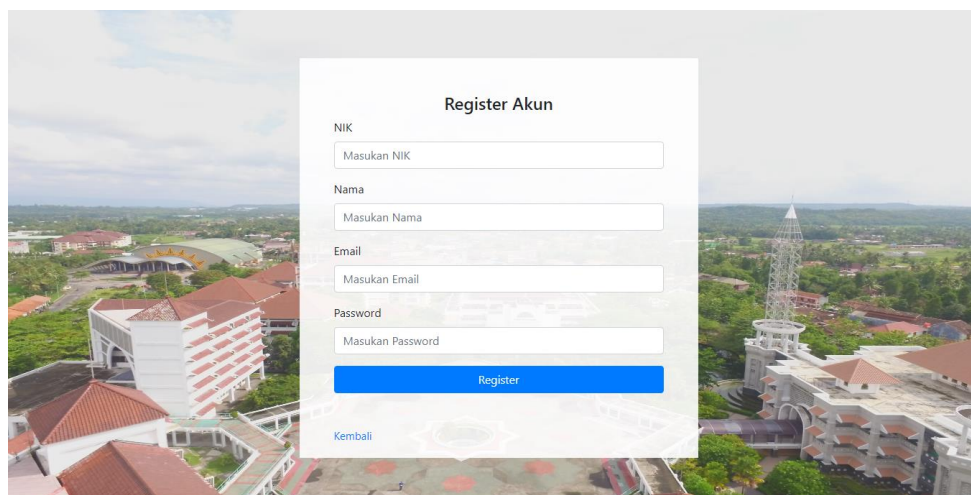 Register Akun
NIK
Masukan NIK
Nama
Masukan Nama
Email
Masukan Email
Password
Masukan Password
Register
Kembali